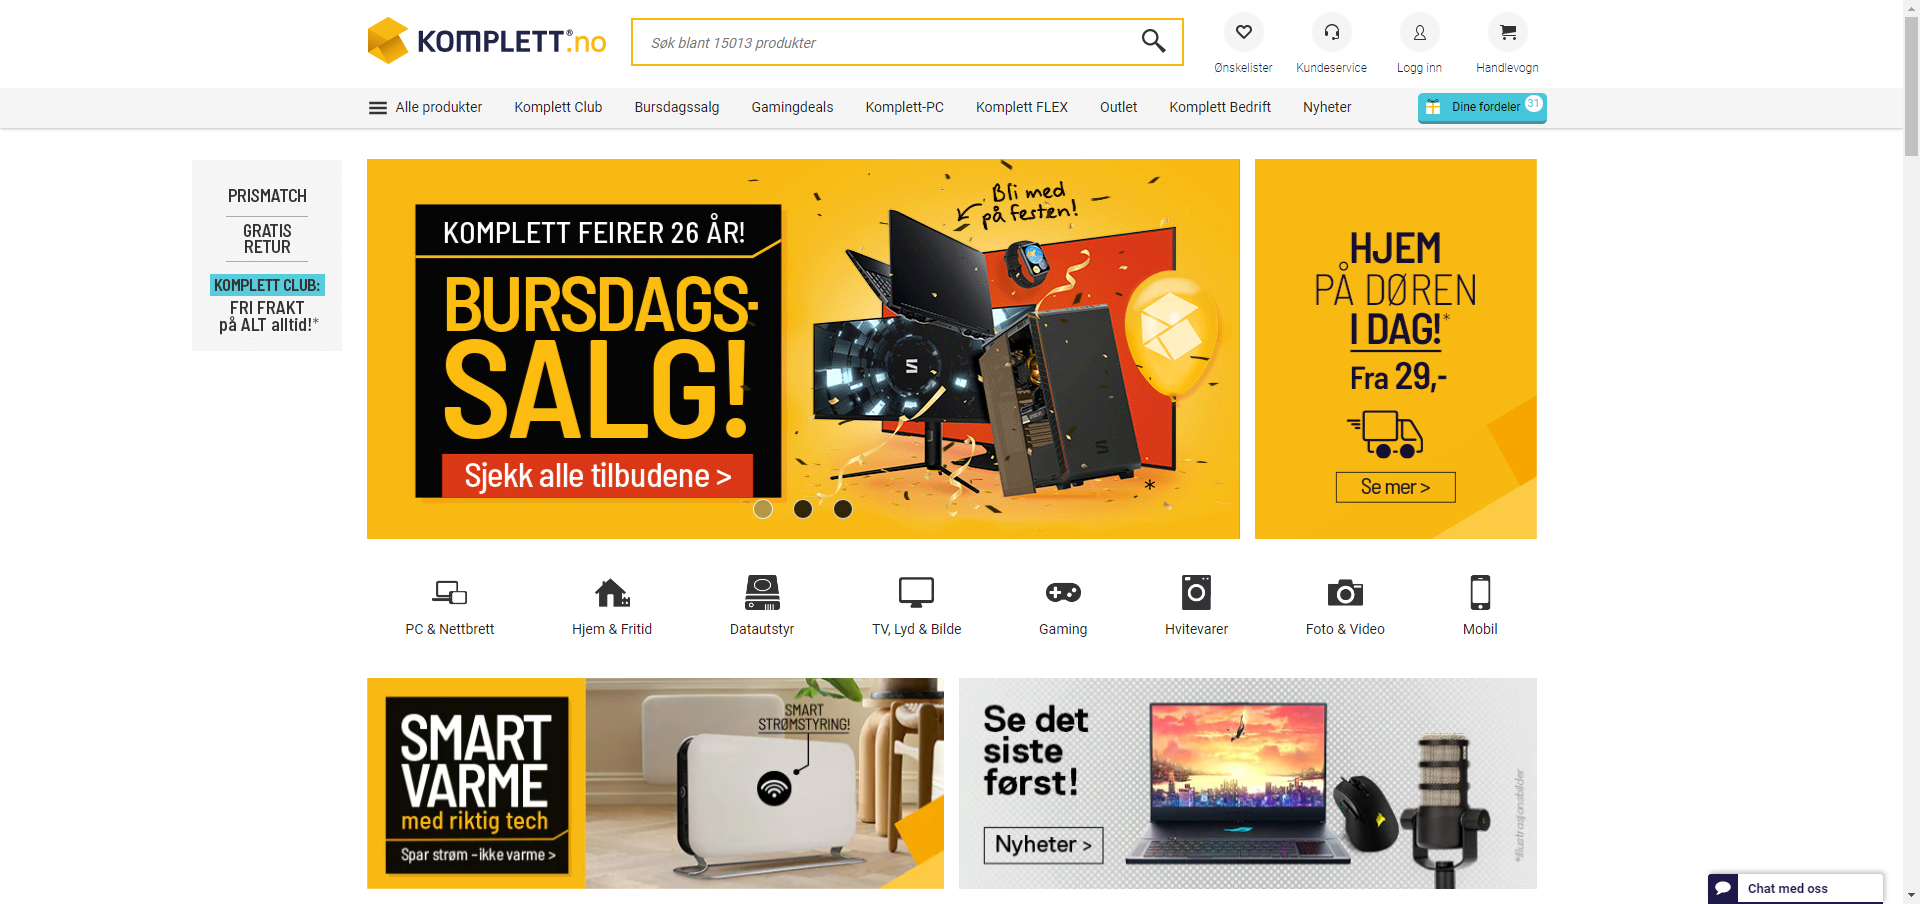 KOMPLETT®.no
Søk blant 15013 produkter
Ønskelister
Kundeservice
Logg inn
Handlevogn
Alle produkter
Komplett Club
Bursdagssalg
Gamingdeals
Komplett-PC
Komplett FLEX
Outlet
Komplett Bedrift
Nyheter
Dine fordeler 31
PRISMATCH
GRATIS
RETUR
KOMPLETT CLUB:
FRI FRAKT
på ALT alltid!*
KOMPLETT FEIRER 26 ÅR!
BURSDAGS-
SALG!
Sjekk alle tilbudene >
Bli med
på festen!
*
HJEM
PÅ DØREN
I DAG!*
Fra 29,-
Se mer >
PC & Nettbrett
Hjem & Fritid
Datautstyr
TV, Lyd & Bilde
Gaming
Hvitevarer
Foto & Video
Mobil
SMART
VARME
med riktig tech
Spar strøm - ikke varme >
SMART
STRØMSTYRING!
Se det
siste
først!
Nyheter >
*illustrasjonsbilder
Chat med oss